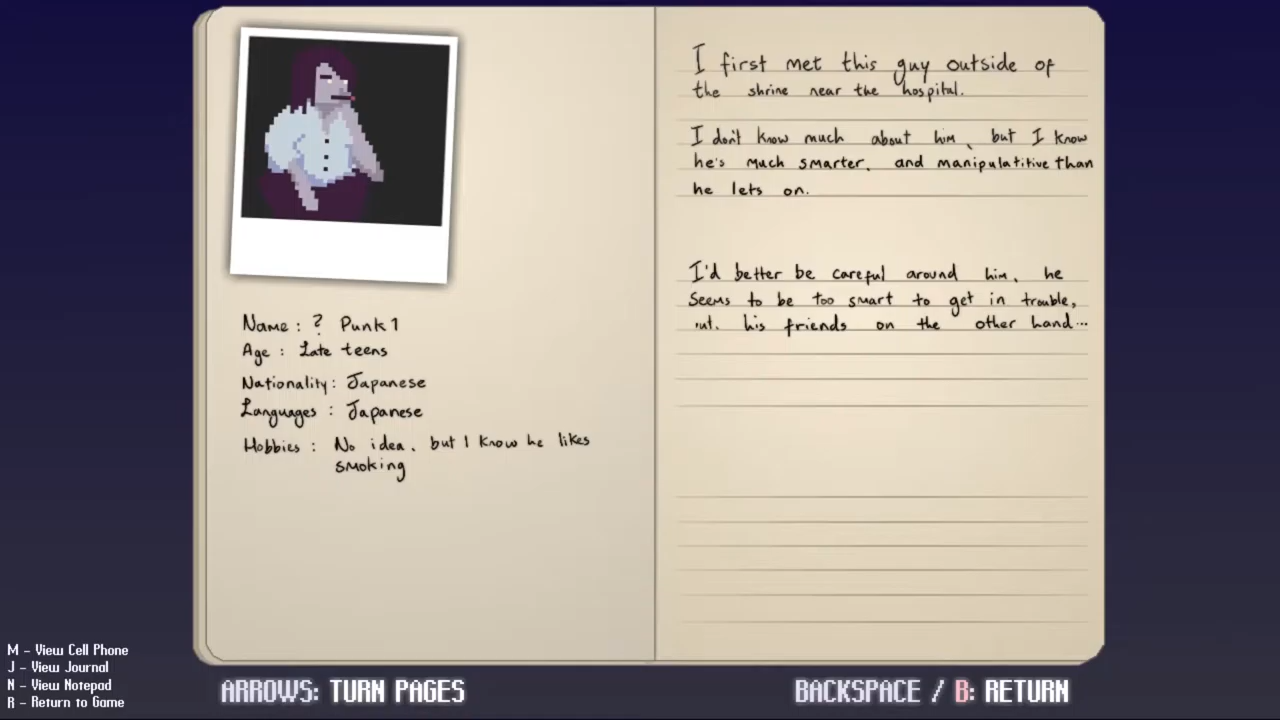 Name : ? Punk 1
Age : Late teens
Nationality : Japanese
Languages : Japanese
Hobbies : No idea, but I know he likes
smoking
I first met this guy outside of
the shrine near the hospital.
I don't know much about him, but I know
he's much smarter, and manipulatitive than
he lets on.
I'd better be careful around him, he
seems to be too smart to get in trouble,
his friends on the other hand...
M - View Cell Phone
J - View Journal
N - View Notepad
R - Return to Game
ARROWS: TURN PAGES
BACKSPACE / B: RETURN